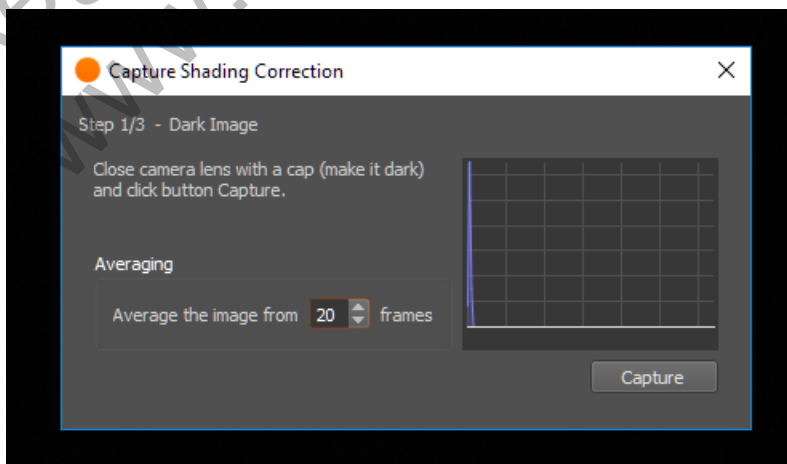 Capture Shading Correction
Step 1/3 - Dark Image
Close camera lens with a cap (make it dark)
and click button Capture.
Averaging
Average the image from 20 frames
Capture